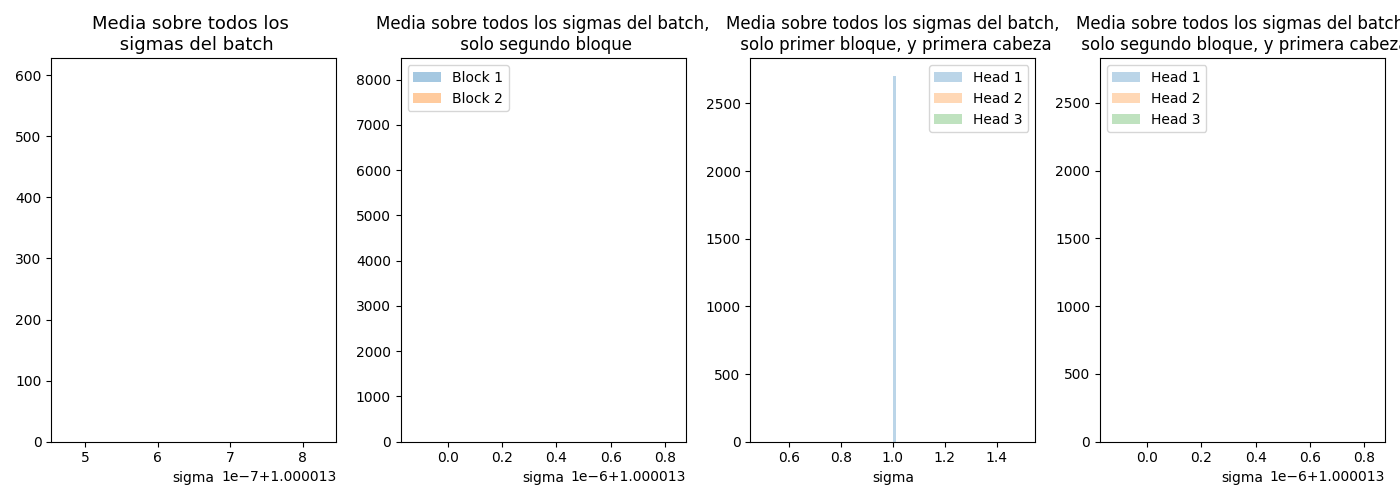 Media sobre todos los
sigmas del batch
600
500
400
300
200
100
0
5 6 7 8
sigma 1e−7+1.000013
Media sobre todos los sigmas del batch,
solo segundo bloque
Block 1
Block 2
8000
7000
6000
5000
4000
3000
2000
1000
0
0.0 0.2 0.4 0.6 0.8
sigma 1e−6+1.000013
Media sobre todos los sigmas del batch,
solo primer bloque, y primera cabeza
Head 1
Head 2
Head 3
2500
2000
1500
1000
500
0
0.6 0.8 1.0 1.2 1.4
sigma
Media sobre todos los sigmas del batch
solo segundo bloque, y primera cabeza
Head 1
Head 2
Head 3
2500
2000
1500
1000
500
0
0.0 0.2 0.4 0.6 0.8
sigma 1e−6+1.000013